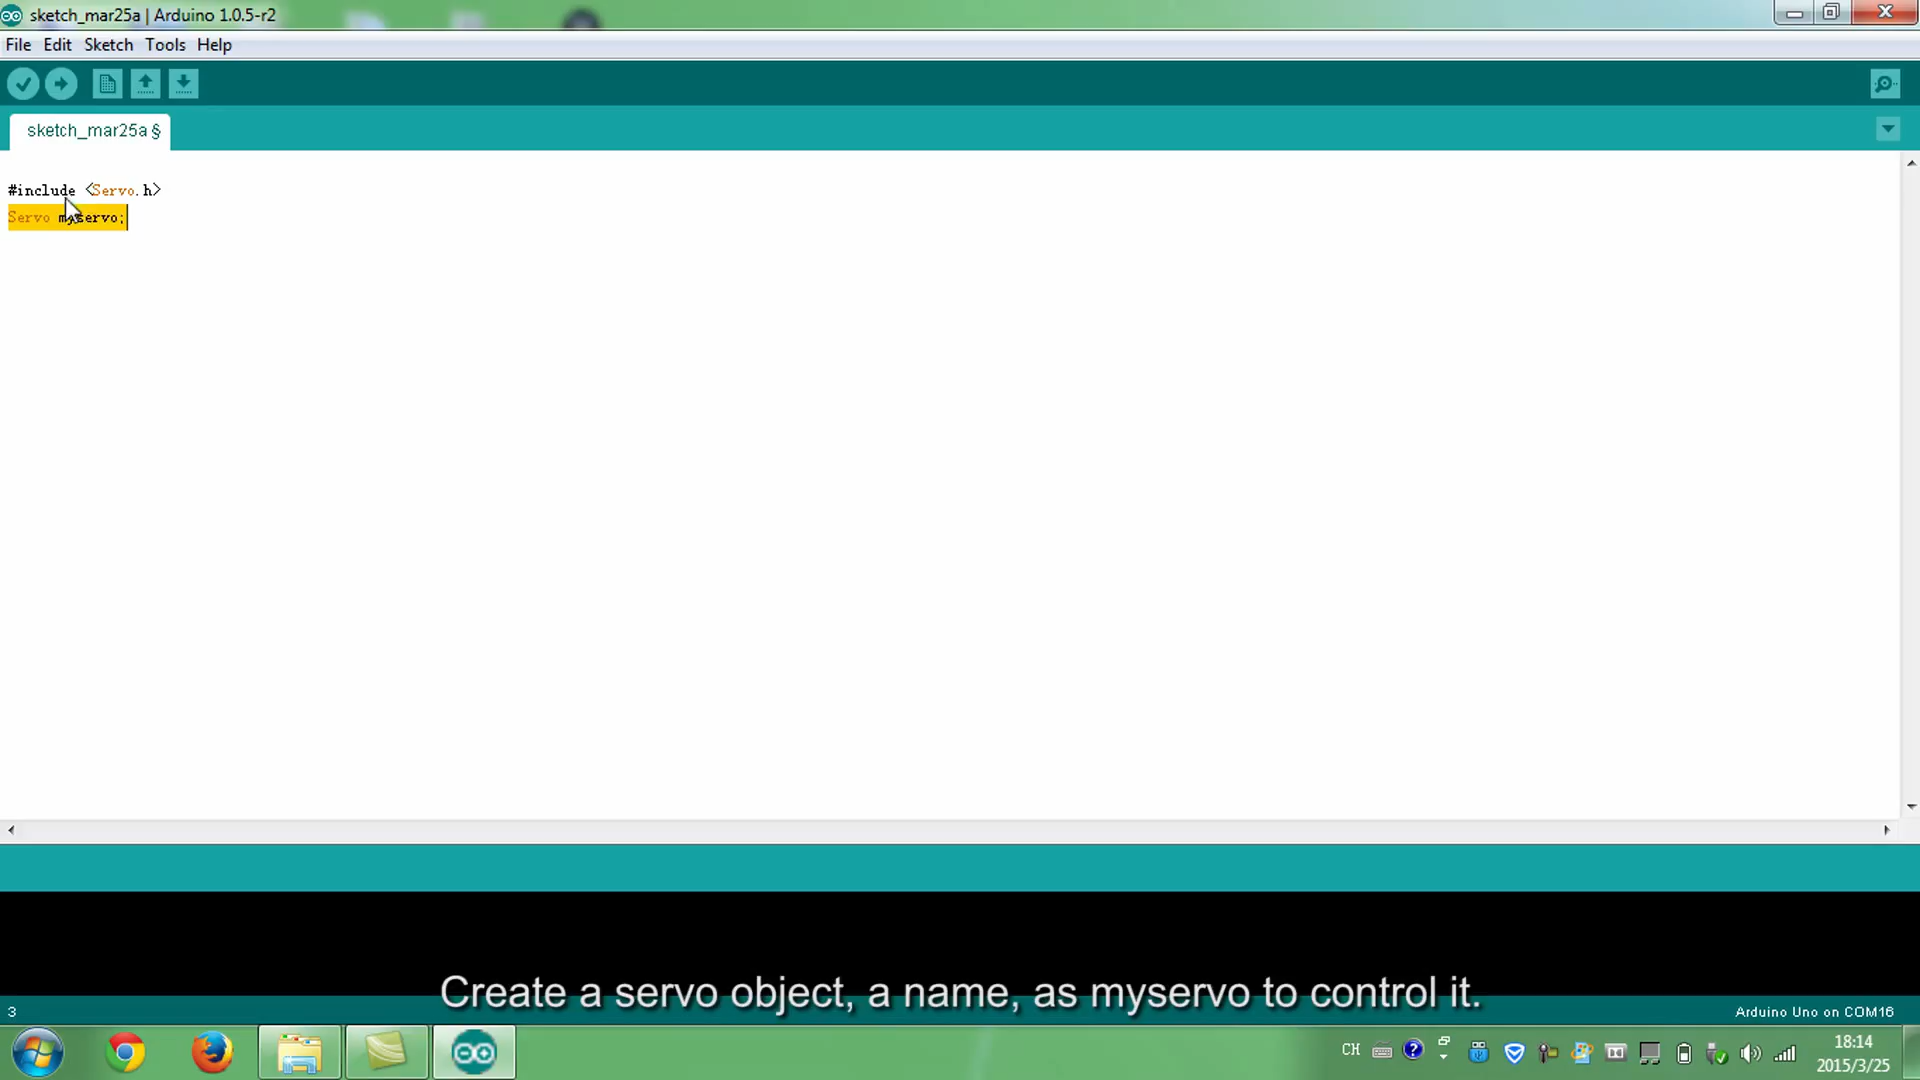 sketch_mar25a | Arduino 1.0.5-r2
File Edit Sketch Tools Help
sketch_mar25a §
#include <Servo.h>
Servo myservo;
Create a servo object, a name, as myservo to control it.
3
Arduino Uno on COM16
CH
18:14
2015/3/25